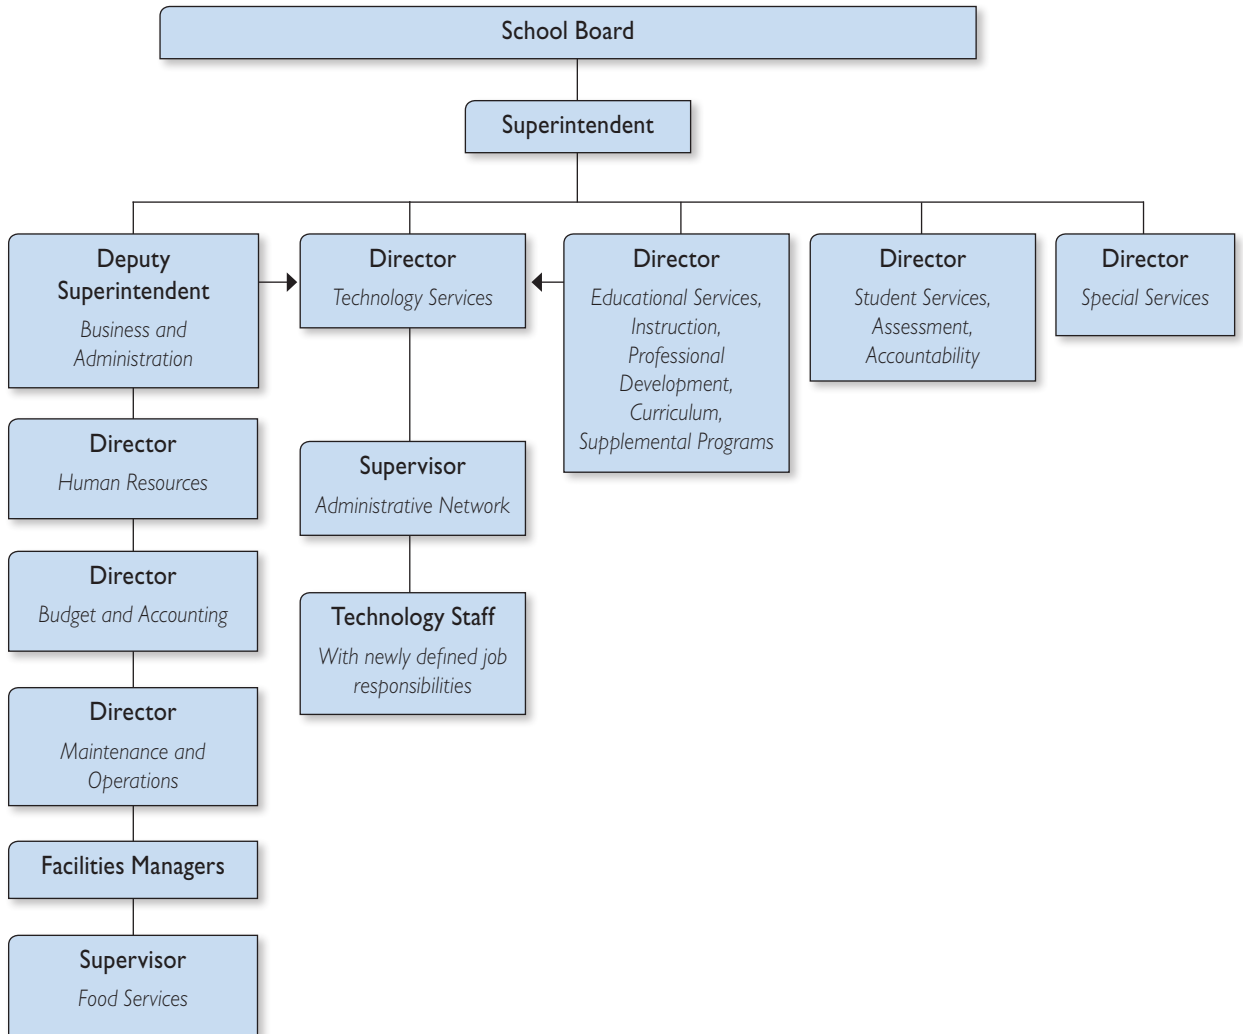 School Board
Superintendent
Deputy
Superintendent
Business and
Administration
Director
Technology Services
Director
Educational Services,
Instruction,
Professional
Development,
Curriculum,
Supplemental Programs
Director
Student Services,
Assessment,
Accountability
Director
Special Services
Director
Human Resources
Supervisor
Administrative Network
Director
Budget and Accounting
Technology Staff
With newly defined job
responsibilities
Director
Maintenance and
Operations
Facilities Managers
Supervisor
Food Services